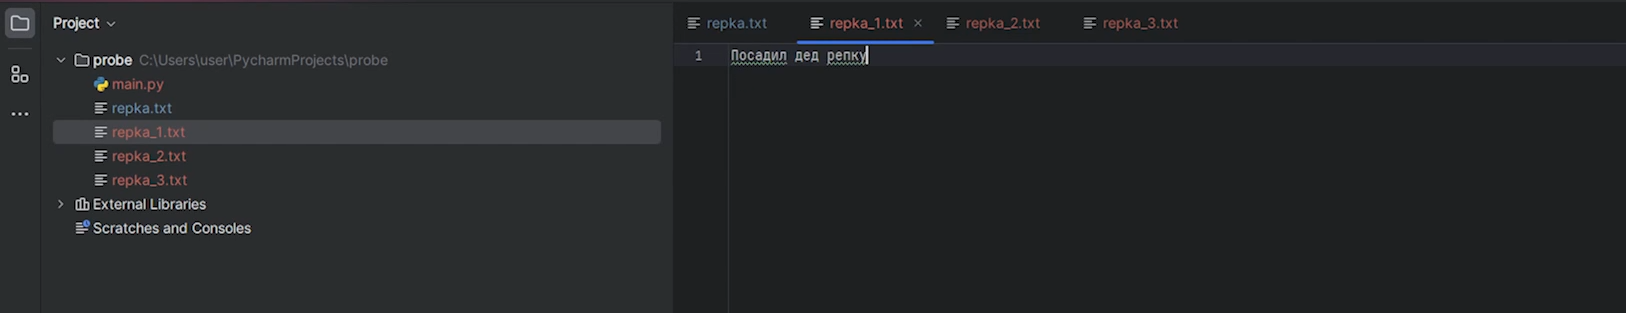 Project
probe C:\Users\user\PycharmProjects\probe
main.py
repka.txt
repka_1.txt
repka_2.txt
repka_3.txt
External Libraries
Scratches and Consoles
repka.txt repka_1.txt repka_2.txt repka_3.txt
1 Посадил дед репку